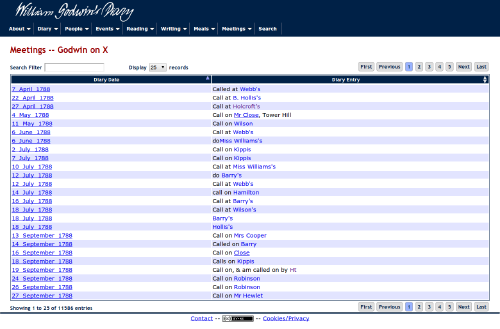 William Godwin's Diary
About Diary People Events Reading Writing Meals Meetings Search
Meetings -- Godwin on X
Search Filter Display 25 records First Previous 1 2 3 4 5 Next Last
Diary Date Diary Entry
7 April 1788 Called at Webb's
22 April 1788 Call at B. Hollis's
27 April 1788 Call at Holcroft's
4 May 1788 Call on Mr Close, Tower Hill
11 May 1788 Call on Wilson
6 June 1788 Call at Webb's
6 June 1788 doMiss Williams's
2 July 1788 Call on Kippis
7 July 1788 Call on Kippis
10 July 1788 Call at Miss Williams's
12 July 1788 do Barry's
12 July 1788 Call at Webb's
14 July 1788 call on Hamilton
16 July 1788 Call at Barry's
18 July 1788 Call at Wilson's
18 July 1788 Barry's
18 July 1788 Hollis's
13 September 1788 Call on Mrs Cooper
14 September 1788 Called on Barry
16 September 1788 Call on Close
18 September 1788 Calls on Kippis
19 September 1788 Call on, & am called on by Ht
24 September 1788 Call on Robinson
26 September 1788 Call on Robinson
27 September 1788 Call on Mr Hewlet
Showing 1 to 25 of 11586 entries First Previous 1 2 3 4 5 Next Last
Contact -- -- Cookies/Privacy